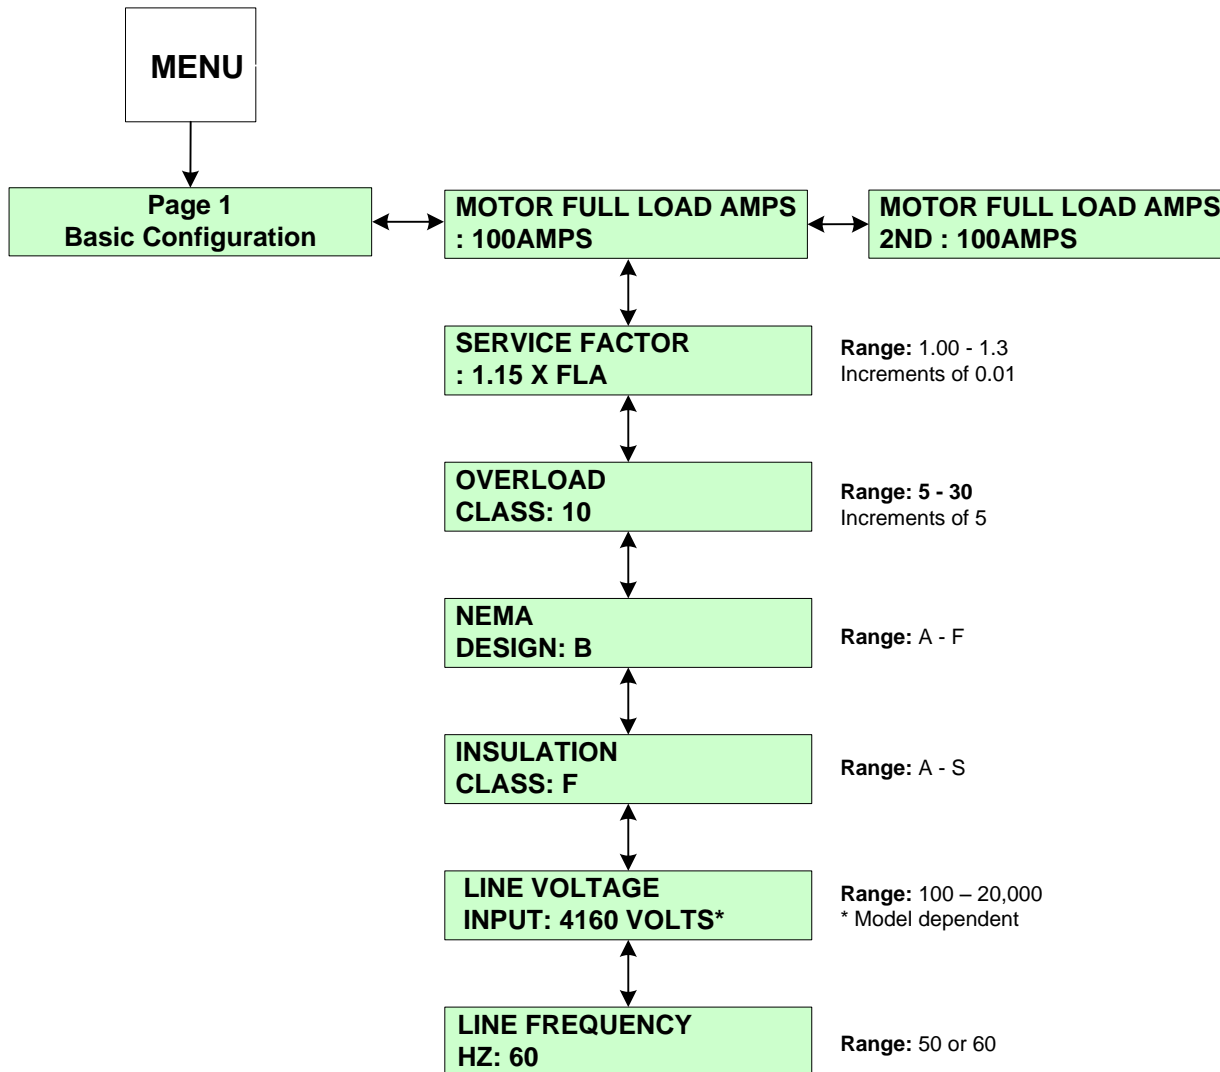 MENU
Page 1
Basic Configuration
MOTOR FULL LOAD AMPS
: 100AMPS
MOTOR FULL LOAD AMPS
2ND : 100AMPS
SERVICE FACTOR
: 1.15 X FLA
Range: 1.00 - 1.3
Increments of 0.01
OVERLOAD
CLASS: 10
Range: 5 - 30
Increments of 5
NEMA
DESIGN: B
Range: A - F
INSULATION
CLASS: F
Range: A - S
LINE VOLTAGE
INPUT: 4160 VOLTS*
Range: 100 – 20,000
* Model dependent
LINE FREQUENCY
HZ: 60
Range: 50 or 60